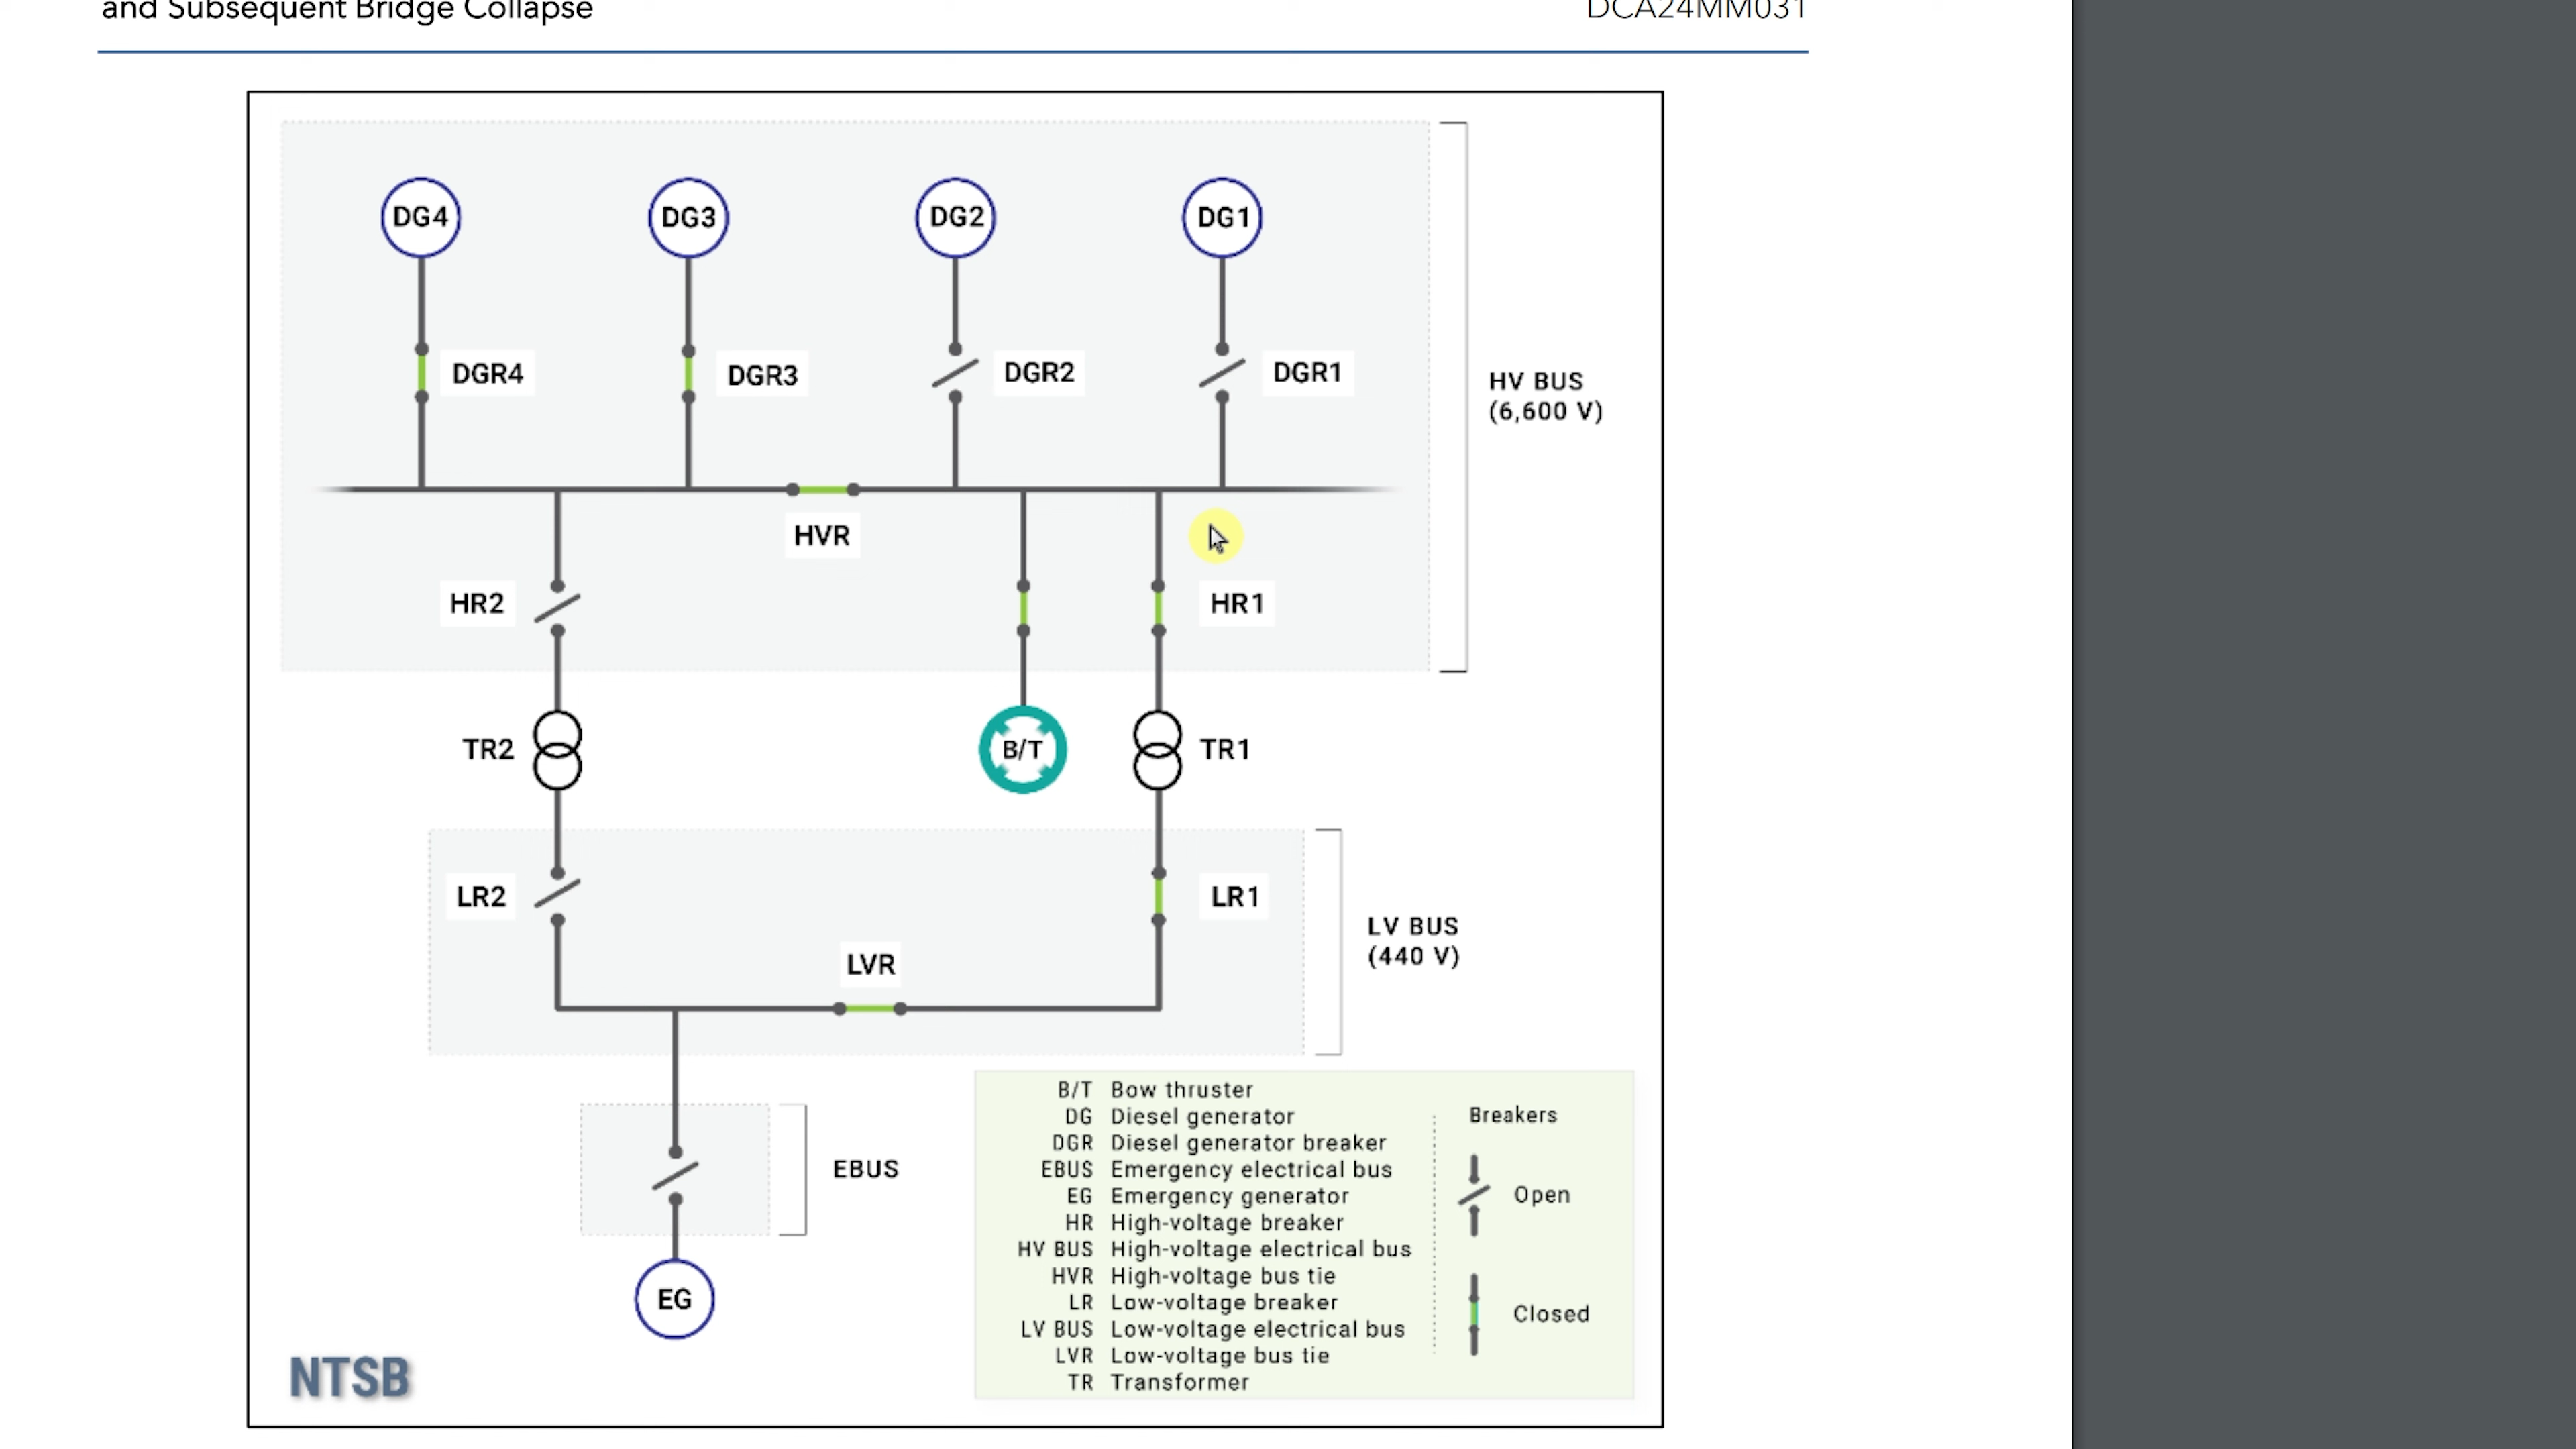 and Subsequent Bridge Collapse
DCA24MM031
DG4
DG3
DG2
DG1
DGR4
DGR3
DGR2
DGR1
HV BUS
(6,600 V)
HVR
HR2
HR1
TR2
B/T
TR1
LR2
LR1
LV BUS
(440 V)
LVR
EBUS
EG
B/T Bow thruster
DG Diesel generator
DGR Diesel generator breaker
EBUS Emergency electrical bus
EG Emergency generator
HR High-voltage breaker
HV BUS High-voltage electrical bus
HVR High-voltage bus tie
LR Low-voltage breaker
LV BUS Low-voltage electrical bus
LVR Low-voltage bus tie
TR Transformer
Breakers
Open
Closed
NTSB